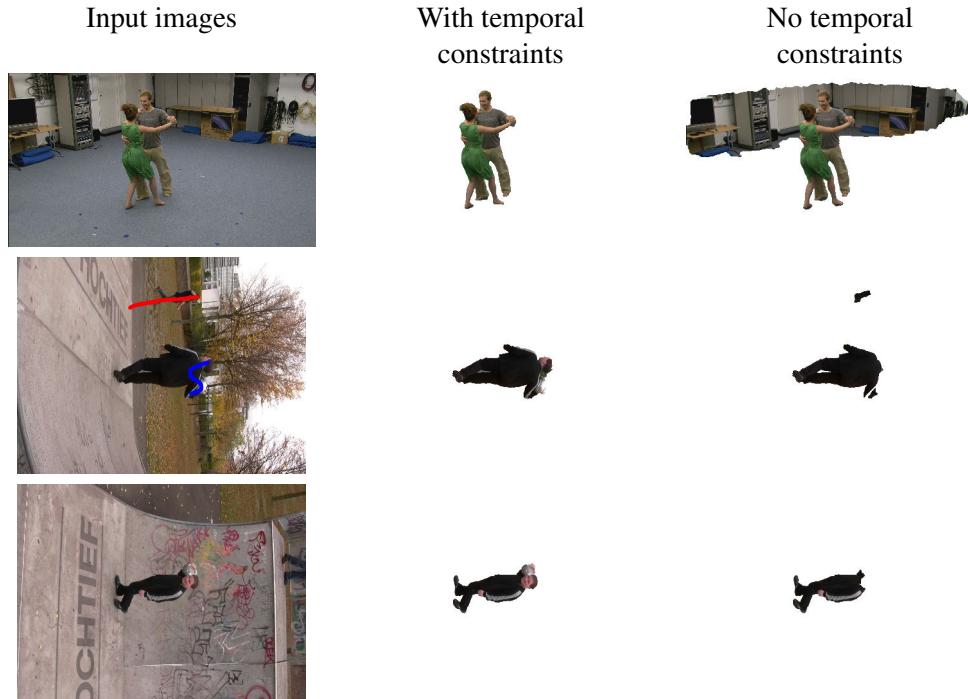 Input images
With temporal
constraints
No temporal
constraints
HOCHTIEF
OCHTIEF